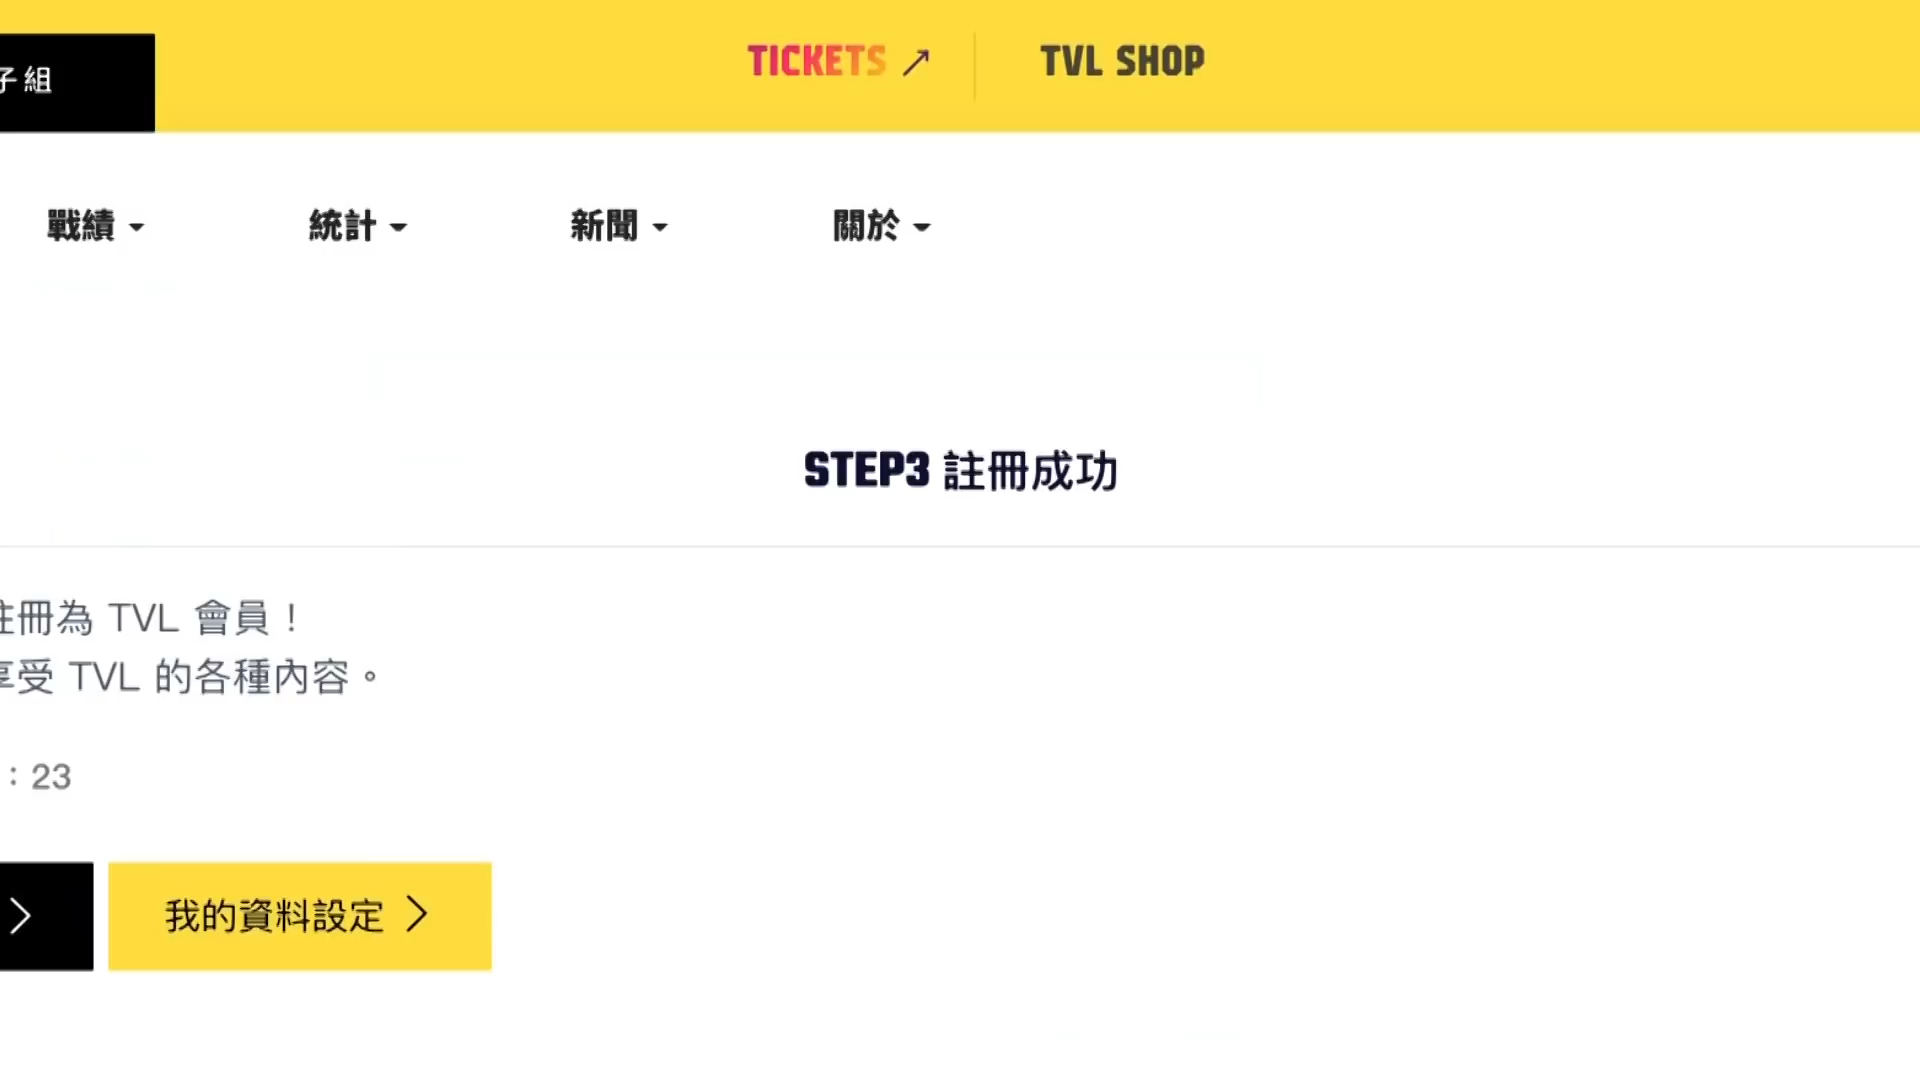 子組
TICKETS
TVL SHOP
戰績
統計
新聞
關於
STEP3 註冊成功
註冊為 TVL 會員！
享受 TVL 的各種內容。
：23
我的資料設定